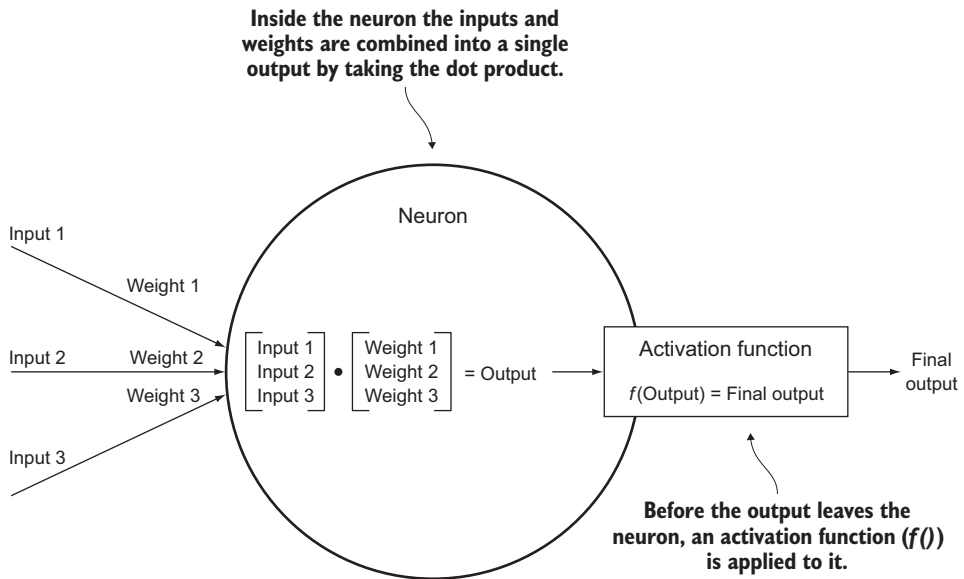 Inside the neuron the inputs and
weights are combined into a single
output by taking the dot product.
Neuron
Input 1
Weight 1
Input 2
Weight 2
Weight 3
Input 3
Input 1
Input 2
Input 3
•
Weight 1
Weight 2
Weight 3
= Output
Activation function
f(Output) = Final output
Final
output
Before the output leaves the
neuron, an activation function (f())
is applied to it.